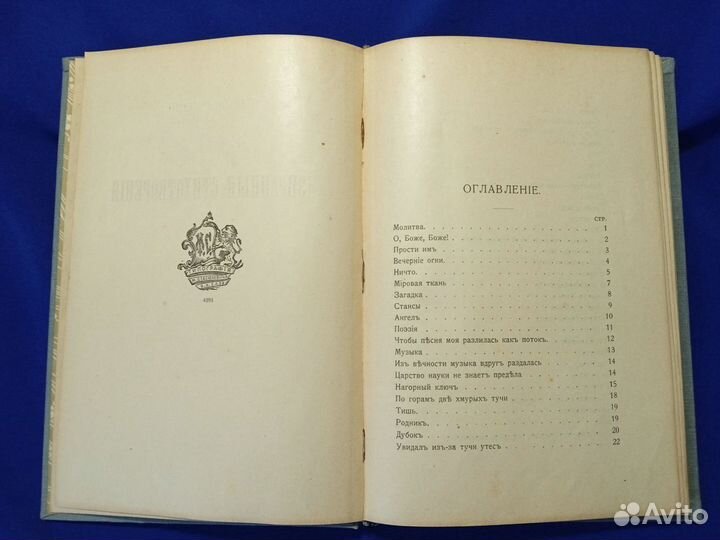 ТИПОГРАФІЯ
4291
ОГЛАВЛЕНІЕ.
СТР.
Молитва. 1
О, Боже, Боже! 2
Прости имъ 3
Вечерніе огни. 4
Ничто. 5
Міровая ткань 7
Загадка 8
Стансы 9
Ангелъ 10
Поэзія 11
Чтобы пѣсня моя разлилась какъ потокъ. 12
Музыка 13
Изъ вѣчности музыка вдругъ раздалась 14
Царство науки не знаетъ предѣла 14
Нагорный ключъ 15
По горамъ двѣ хмурыхъ тучи 18
Тишь. 19
Родникъ. 19
Дубокъ 20
Увидалъ изъ-за тучи утесъ 22
Avito